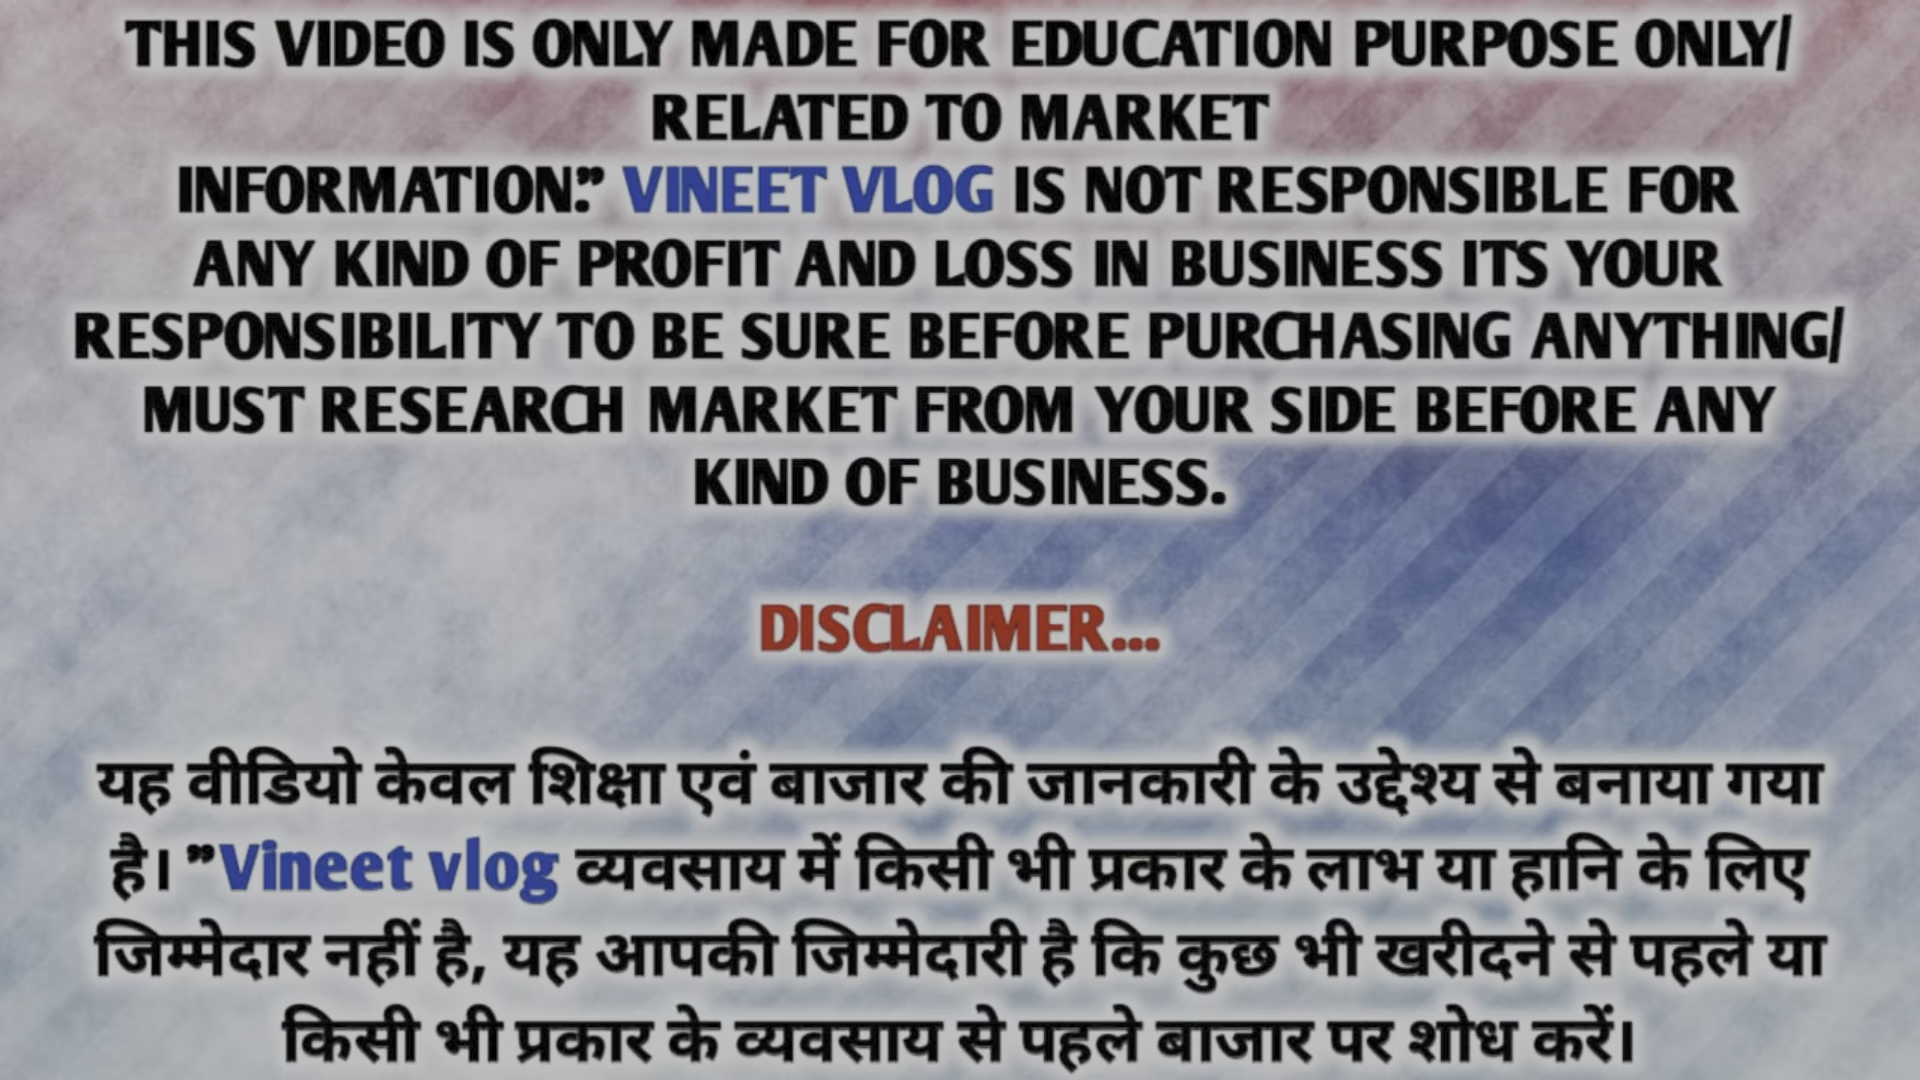 THIS VIDEO IS ONLY MADE FOR EDUCATION PURPOSE ONLY/
RELATED TO MARKET
INFORMATION.” VINEET VLOG IS NOT RESPONSIBLE FOR
ANY KIND OF PROFIT AND LOSS IN BUSINESS ITS YOUR
RESPONSIBILITY TO BE SURE BEFORE PURCHASING ANYTHING/
MUST RESEARCH MARKET FROM YOUR SIDE BEFORE ANY
KIND OF BUSINESS.
DISCLAIMER...
यह वीडियो केवल शिक्षा एवं बाजार की जानकारी के उद्देश्य से बनाया गया
है। ”Vineet vlog व्यवसाय में किसी भी प्रकार के लाभ या हानि के लिए
जिम्मेदार नहीं है, यह आपकी जिम्मेदारी है कि कुछ भी खरीदने से पहले या
किसी भी प्रकार के व्यवसाय से पहले बाजार पर शोध करें।